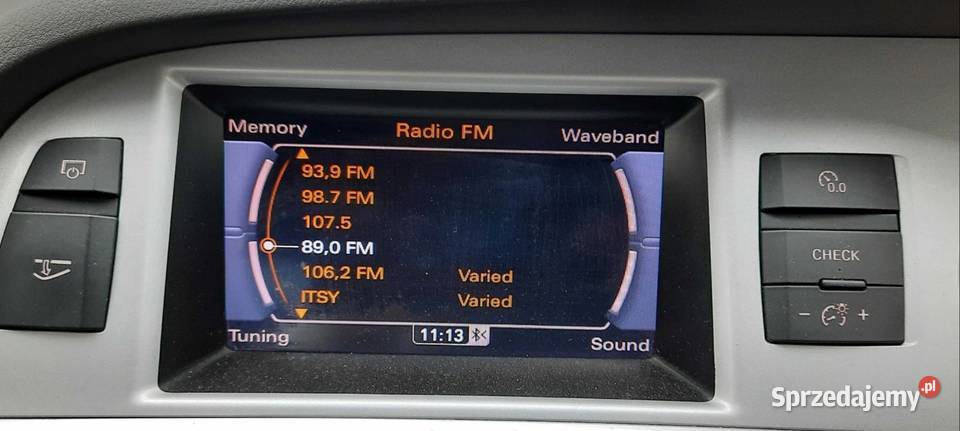 Memory
Radio FM
Waveband
93,9 FM
98.7 FM
107.5
89,0 FM
106,2 FM Varied
ITSY Varied
Tuning
11:13
Sound
0.0
CHECK
− +
Sprzedajemy.pl